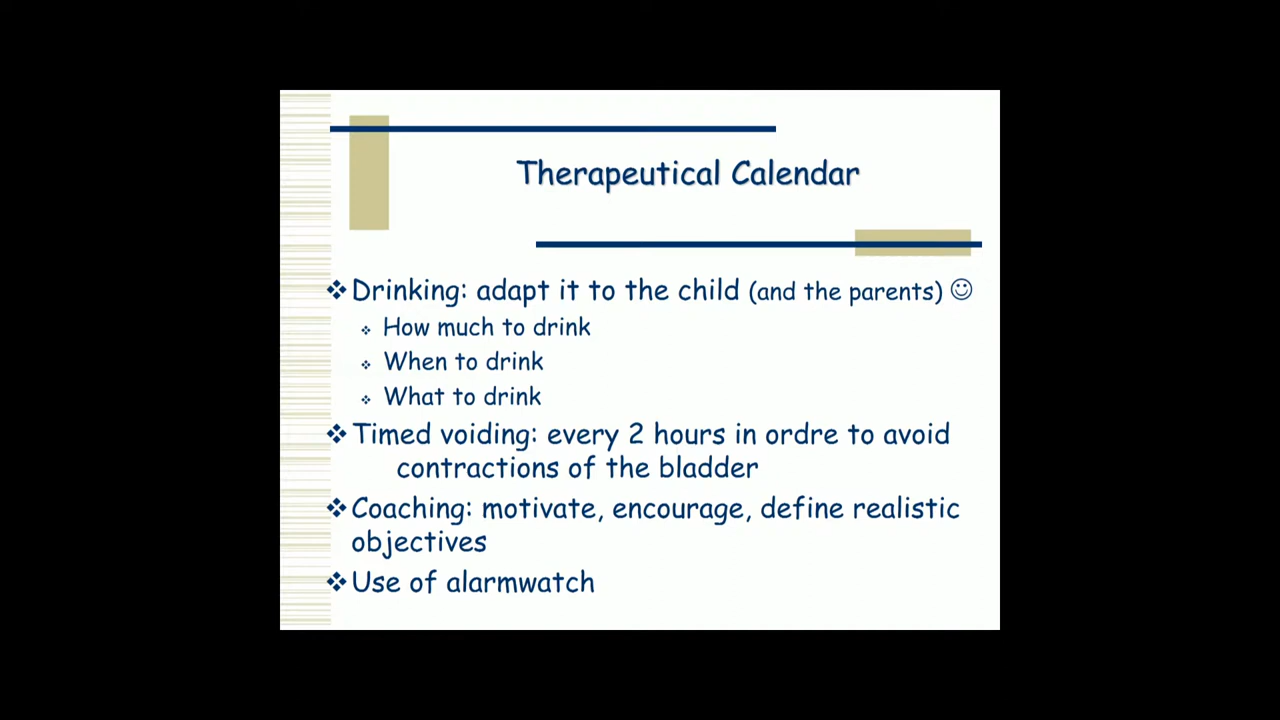 Therapeutical Calendar
❖Drinking: adapt it to the child (and the parents) ☺
❖ How much to drink
❖ When to drink
❖ What to drink
❖Timed voiding: every 2 hours in ordre to avoid
contractions of the bladder
❖Coaching: motivate, encourage, define realistic
objectives
❖Use of alarmwatch